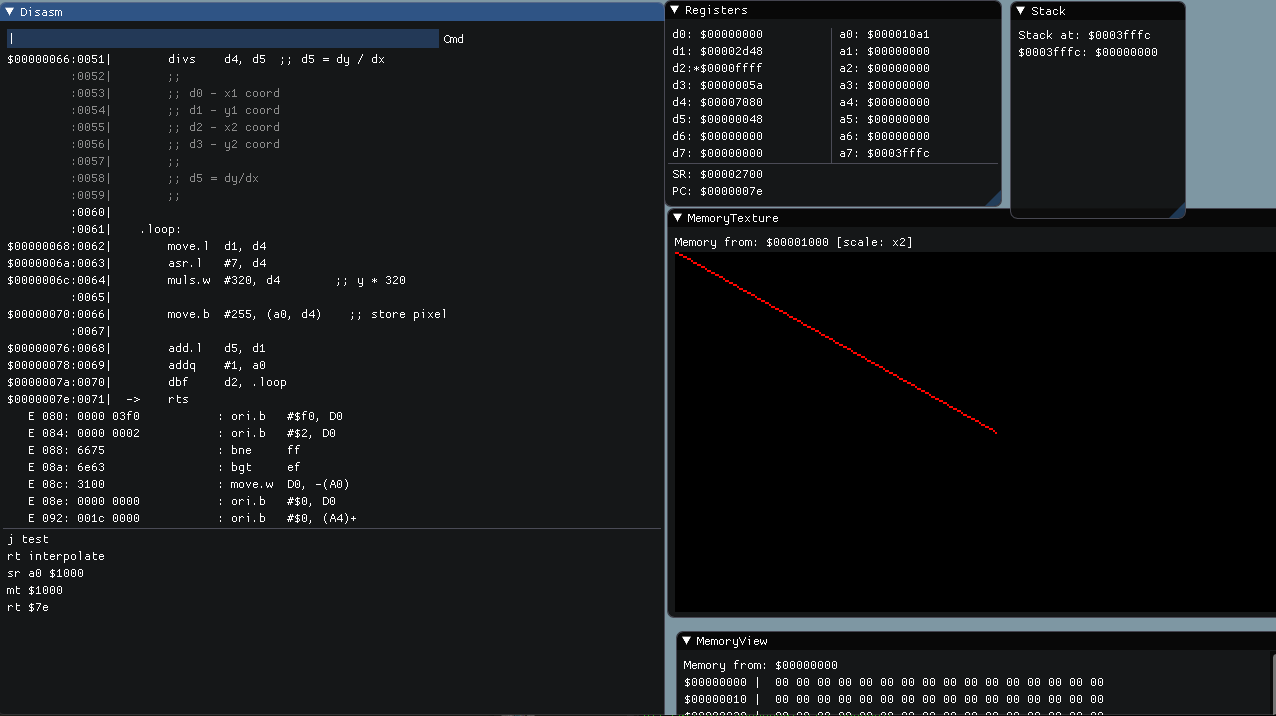 Disasm
Cmd
$00000066:0051| divs d4, d5 ;; d5 = dy / dx
:0052| ;;
:0053| ;; d0 - x1 coord
:0054| ;; d1 - y1 coord
:0055| ;; d2 - x2 coord
:0056| ;; d3 - y2 coord
:0057| ;;
:0058| ;; d5 = dy/dx
:0059| ;;
:0060|
:0061| .loop:
$00000068:0062| move.l d1, d4
$0000006a:0063| asr.l #7, d4
$0000006c:0064| muls.w #320, d4 ;; y * 320
:0065|
$00000070:0066| move.b #255, (a0, d4) ;; store pixel
:0067|
$00000076:0068| add.l d5, d1
$00000078:0069| addq #1, a0
$0000007a:0070| dbf d2, .loop
$0000007e:0071| -> rts
E 080: 0000 03f0 : ori.b #$f0, D0
E 084: 0000 0002 : ori.b #$2, D0
E 088: 6675 : bne ff
E 08a: 6e63 : bgt ef
E 08c: 3100 : move.w D0, -(A0)
E 08e: 0000 0000 : ori.b #$0, D0
E 092: 001c 0000 : ori.b #$0, (A4)+
j test
rt interpolate
sr a0 $1000
mt $1000
rt $7e
Registers
d0: $00000000 a0: $000010a1
d1: $00002d48 a1: $00000000
d2:*$0000ffff a2: $00000000
d3: $0000005a a3: $00000000
d4: $00007080 a4: $00000000
d5: $00000048 a5: $00000000
d6: $00000000 a6: $00000000
d7: $00000000 a7: $0003fffc
SR: $00002700
PC: $0000007e
Stack
Stack at: $0003fffc
$0003fffc: $00000000
MemoryTexture
Memory from: $00001000 [scale: x2]
MemoryView
Memory from: $00000000
$00000000 | 00 00 00 00 00 00 00 00 00 00 00 00 00 00 00 00
$00000010 | 00 00 00 00 00 00 00 00 00 00 00 00 00 00 00 00